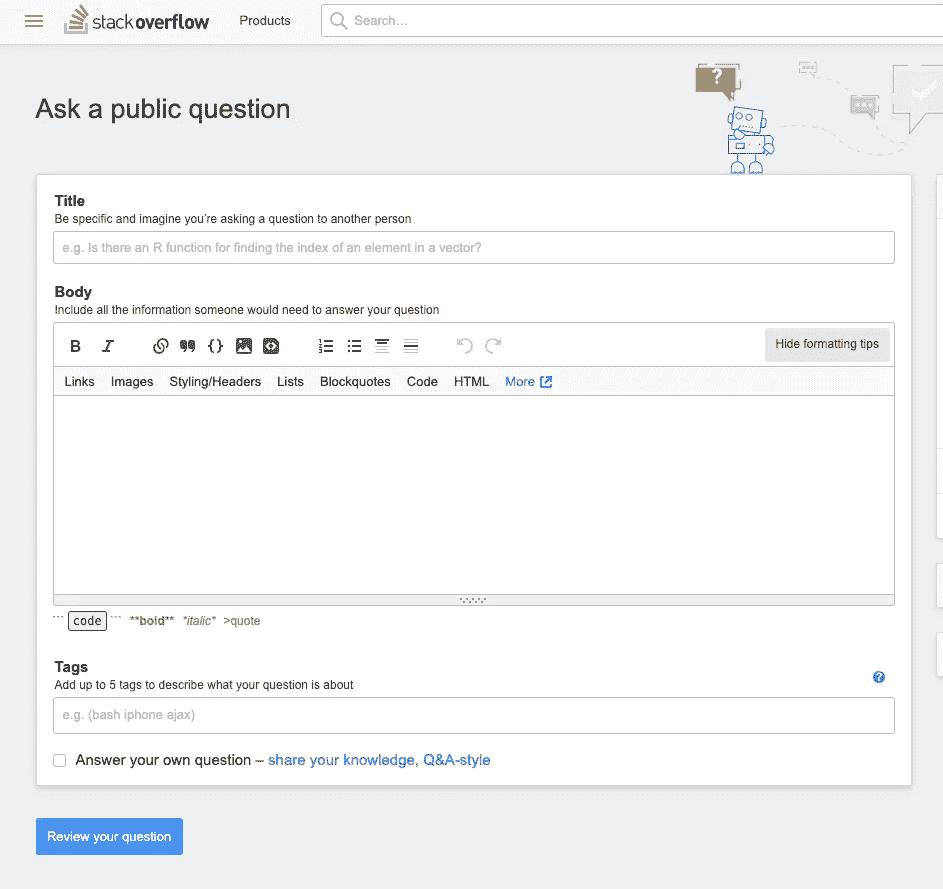 stackoverflow Products Search...
?
Ask a public question
Title
Be specific and imagine you're asking a question to another person
e.g. Is there an R function for finding the index of an element in a vector?
Body
Include all the information someone would need to answer your question
B I Hide formatting tips
Links Images Styling/Headers Lists Blockquotes Code HTML More
``` code ``` **bold** *italic* >quote
Tags
Add up to 5 tags to describe what your question is about
?
e.g. (bash iphone ajax)
Answer your own question – share your knowledge, Q&A-style
Review your question